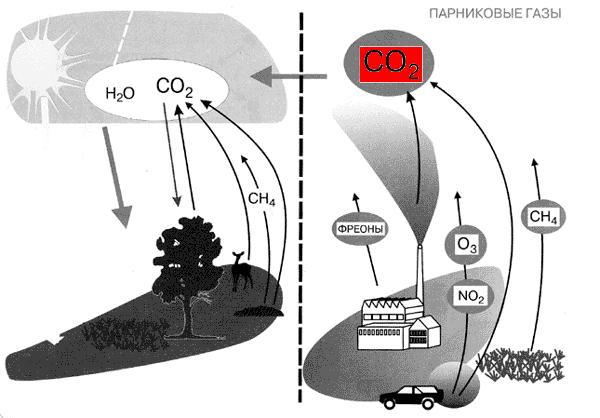 ПАРНИКОВЫЕ ГАЗЫ
H₂O
CO₂
CH₄
CO₂
ФРЕОНЫ
O₃
NO₂
CH₄